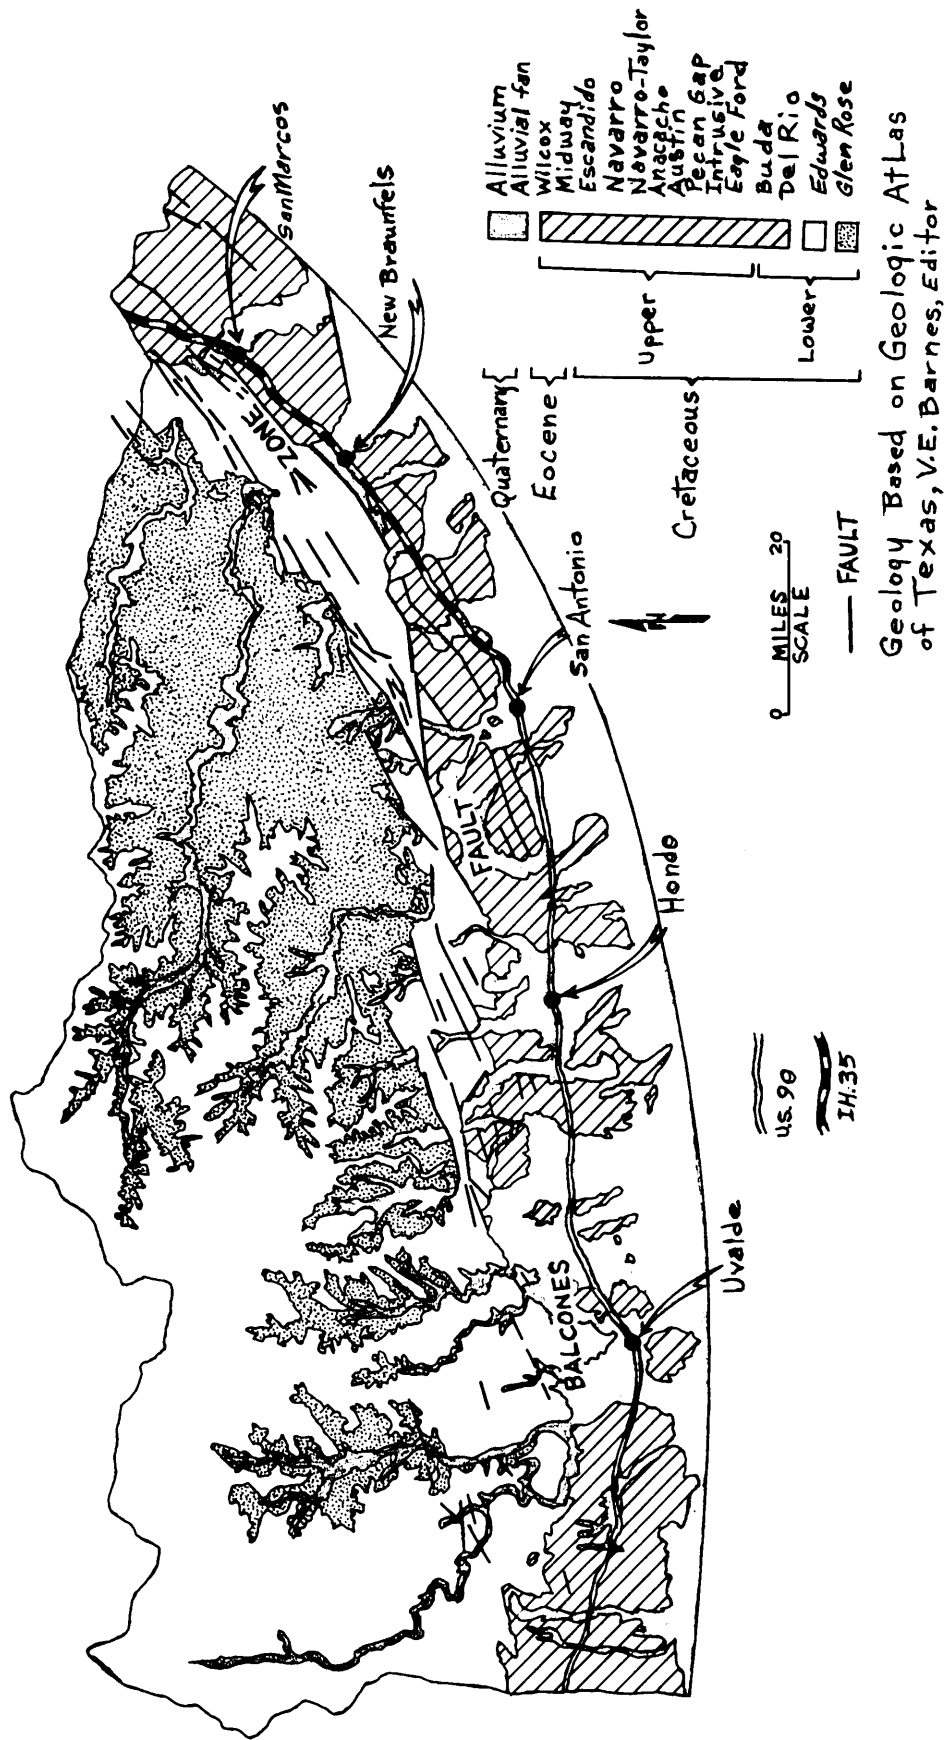 San Marcos
New Braunfels
San Antonio
Hondo
Uvalde
BALCONES
FAULT
ZONE
Quaternary
Eocene
Cretaceous
Upper
Lower
Alluvium
Alluvial fan
Wilcox
Midway
Escandido
Navarro
Navarro-Taylor
Anacacho
Austin
Pecan Gap
Intrusive
Eagle Ford
Buda
Del Rio
Edwards
Glen Rose
N
0 20
MILES
SCALE
FAULT
U.S. 90
IH.35
Geology Based on Geologic AtLas
of Texas, V.E. Barnes, Editor